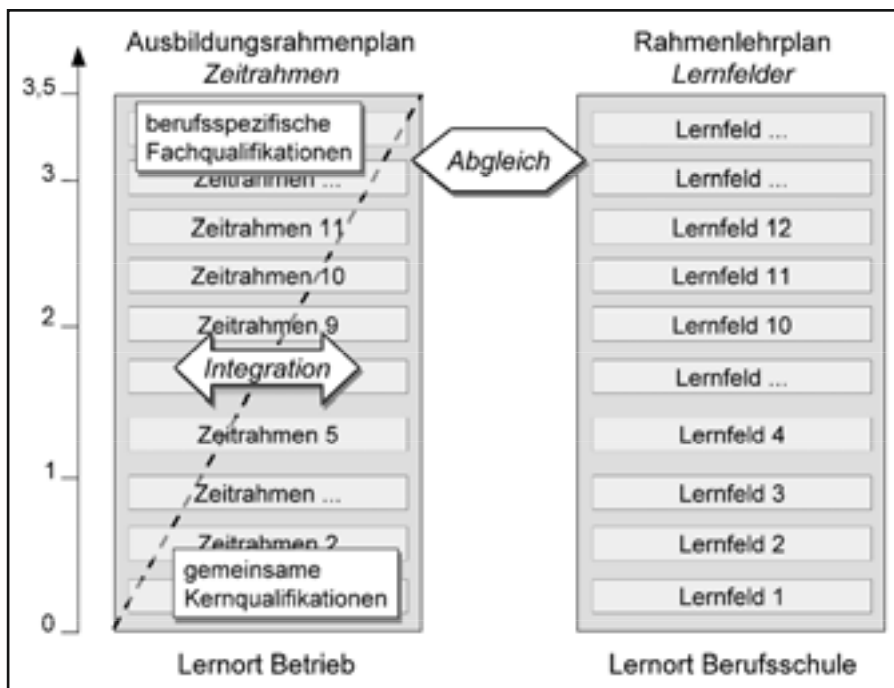 Ausbildungsrahmenplan
Zeitrahmen
Rahmenlehrplan
Lernfelder
3,5
3
2
1
0
berufsspezifische
Fachqualifikationen
Zeitrahmen ...
Zeitrahmen 11
Zeitrahmen 10
Zeitrahmen 9
Integration
Zeitrahmen 5
Zeitrahmen ...
Zeitrahmen 2
gemeinsame
Kernqualifikationen
Lernort Betrieb
Abgleich
Lernfeld ...
Lernfeld ...
Lernfeld 12
Lernfeld 11
Lernfeld 10
Lernfeld ...
Lernfeld 4
Lernfeld 3
Lernfeld 2
Lernfeld 1
Lernort Berufsschule